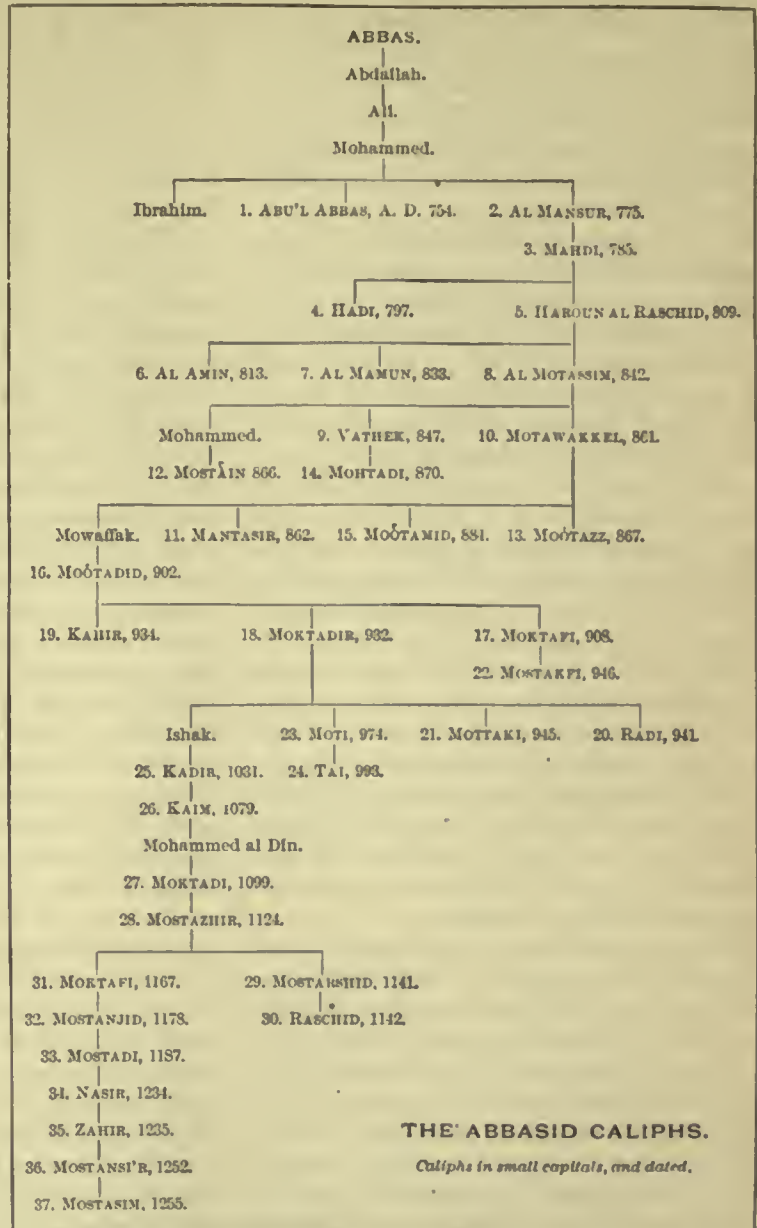 ABBAS.
Abdallah.
Ali.
Mohammed.
Ibrahim. 1. ABU'L ABBAS, A. D. 754. 2. AL MANSUR, 775.
3. MAHDI, 785.
4. HADI, 797. 5. HAROUN AL RASCHID, 809.
6. AL AMIN, 813. 7. AL MAMUN, 833. 8. AL MOTASSIM, 842.
Mohammed. 9. VATHEK, 847. 10. MOTAWAKKEL, 861.
12. MOSTÁIN 866. 14. MOHTADI, 870.
Mowaffak. 11. MANTASIR, 862. 15. MOÓTAMID, 881. 13. MOÓTAZZ, 867.
16. MOÓTADID, 902.
19. KAHIR, 934. 18. MOKTADIR, 932. 17. MOKTAFI, 908.
22. MOSTAKFI, 946.
Ishak. 23. MOTI, 974. 21. MOTTAKI, 945. 20. RADI, 941.
25. KADIR, 1031. 24. TAI, 993.
26. KAIM, 1079.
Mohammed al Dîn.
27. MOKTADI, 1099.
28. MOSTAZHIR, 1124.
31. MOKTAFI, 1167. 29. MOSTARSHID, 1141.
32. MOSTANJID, 1178. 30. RASCHID, 1142.
33. MOSTADI, 1187.
34. NASIR, 1234.
35. ZAHIR, 1235.
36. MOSTANSI'R, 1252.
37. MOSTASIM, 1255.
THE ABBASID CALIPHS.
Caliphs in small capitals, and dated.